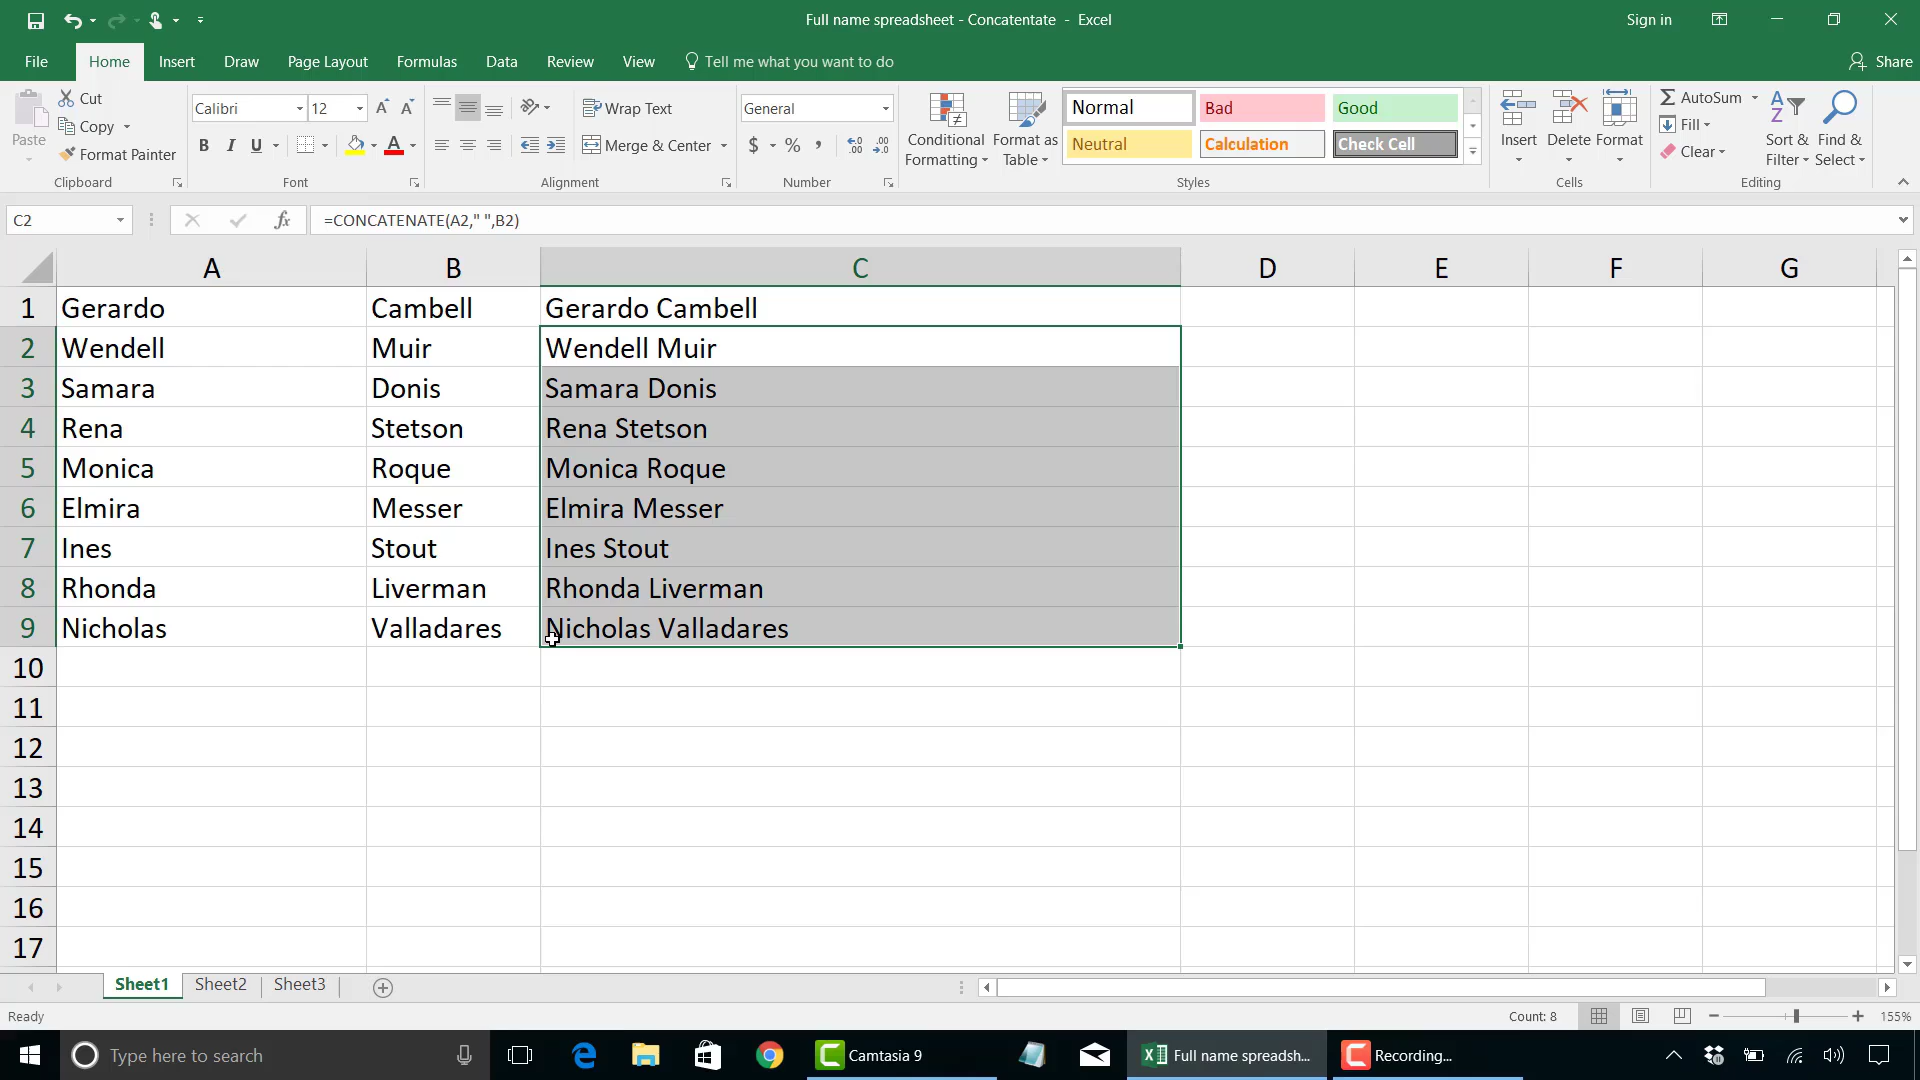 Full name spreadsheet - Concatentate - Excel
Sign in
File Home Insert Draw Page Layout Formulas Data Review View Tell me what you want to do Share
Paste
Cut
Copy
Format Painter
Clipboard
Calibri 12
B I U
Font
Wrap Text
Merge & Center
Alignment
General
$ % ,
Number
Conditional Formatting
Format as Table
Normal Bad Good
Neutral Calculation Check Cell
Styles
Insert Delete Format
Cells
AutoSum
Fill
Clear
Sort & Filter
Find & Select
Editing
C2 fx =CONCATENATE(A2," ",B2)
A B C D E F G
1 Gerardo Cambell Gerardo Cambell
2 Wendell Muir Wendell Muir
3 Samara Donis Samara Donis
4 Rena Stetson Rena Stetson
5 Monica Roque Monica Roque
6 Elmira Messer Elmira Messer
7 Ines Stout Ines Stout
8 Rhonda Liverman Rhonda Liverman
9 Nicholas Valladares Nicholas Valladares
10
11
12
13
14
15
16
17
Sheet1 Sheet2 Sheet3
Ready Count: 8 155%
Type here to search Camtasia 9 Full name spreadsh... Recording...